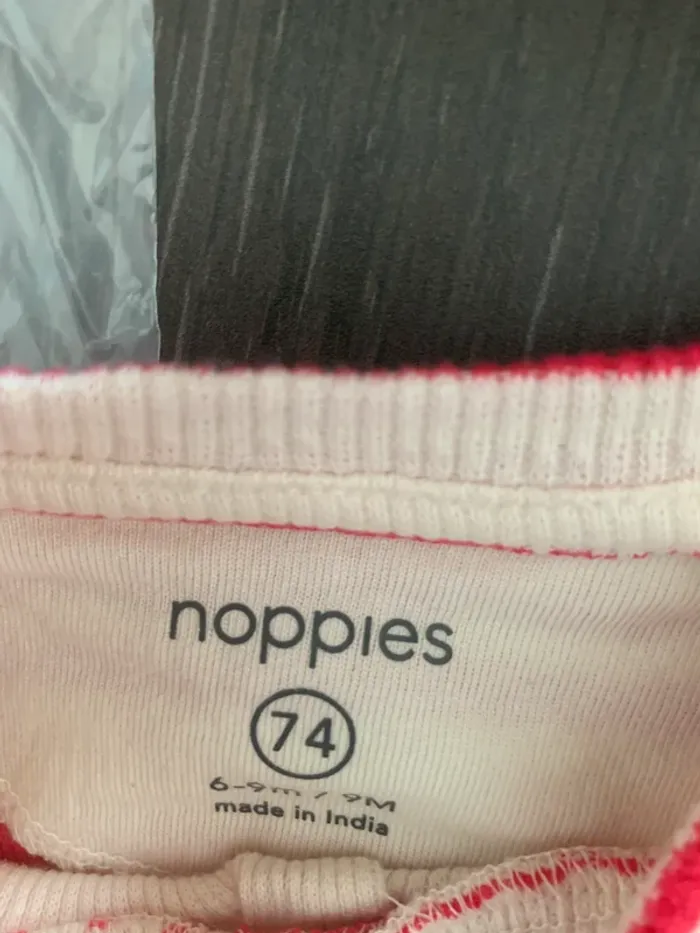 noppies
74
6-9m / 9M
made in India